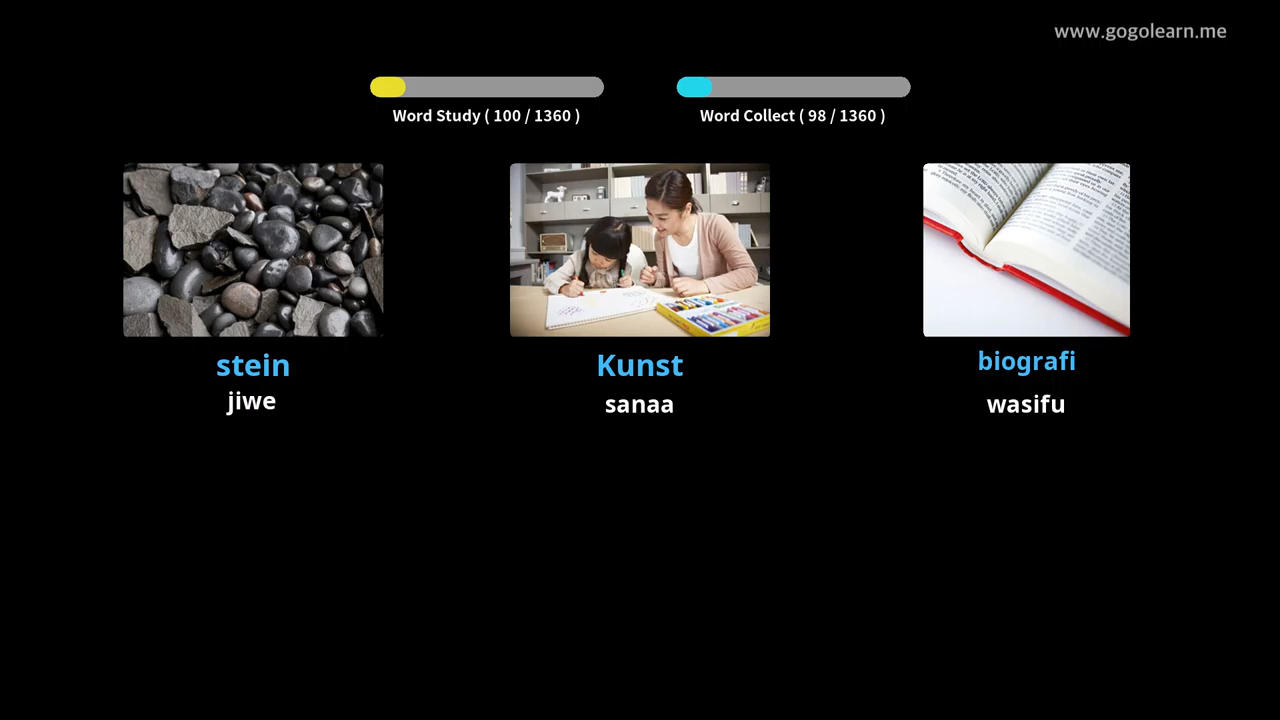 www.gogolearn.me
Word Study ( 100 / 1360 )
Word Collect ( 98 / 1360 )
stein
jiwe
Kunst
sanaa
biografi
wasifu